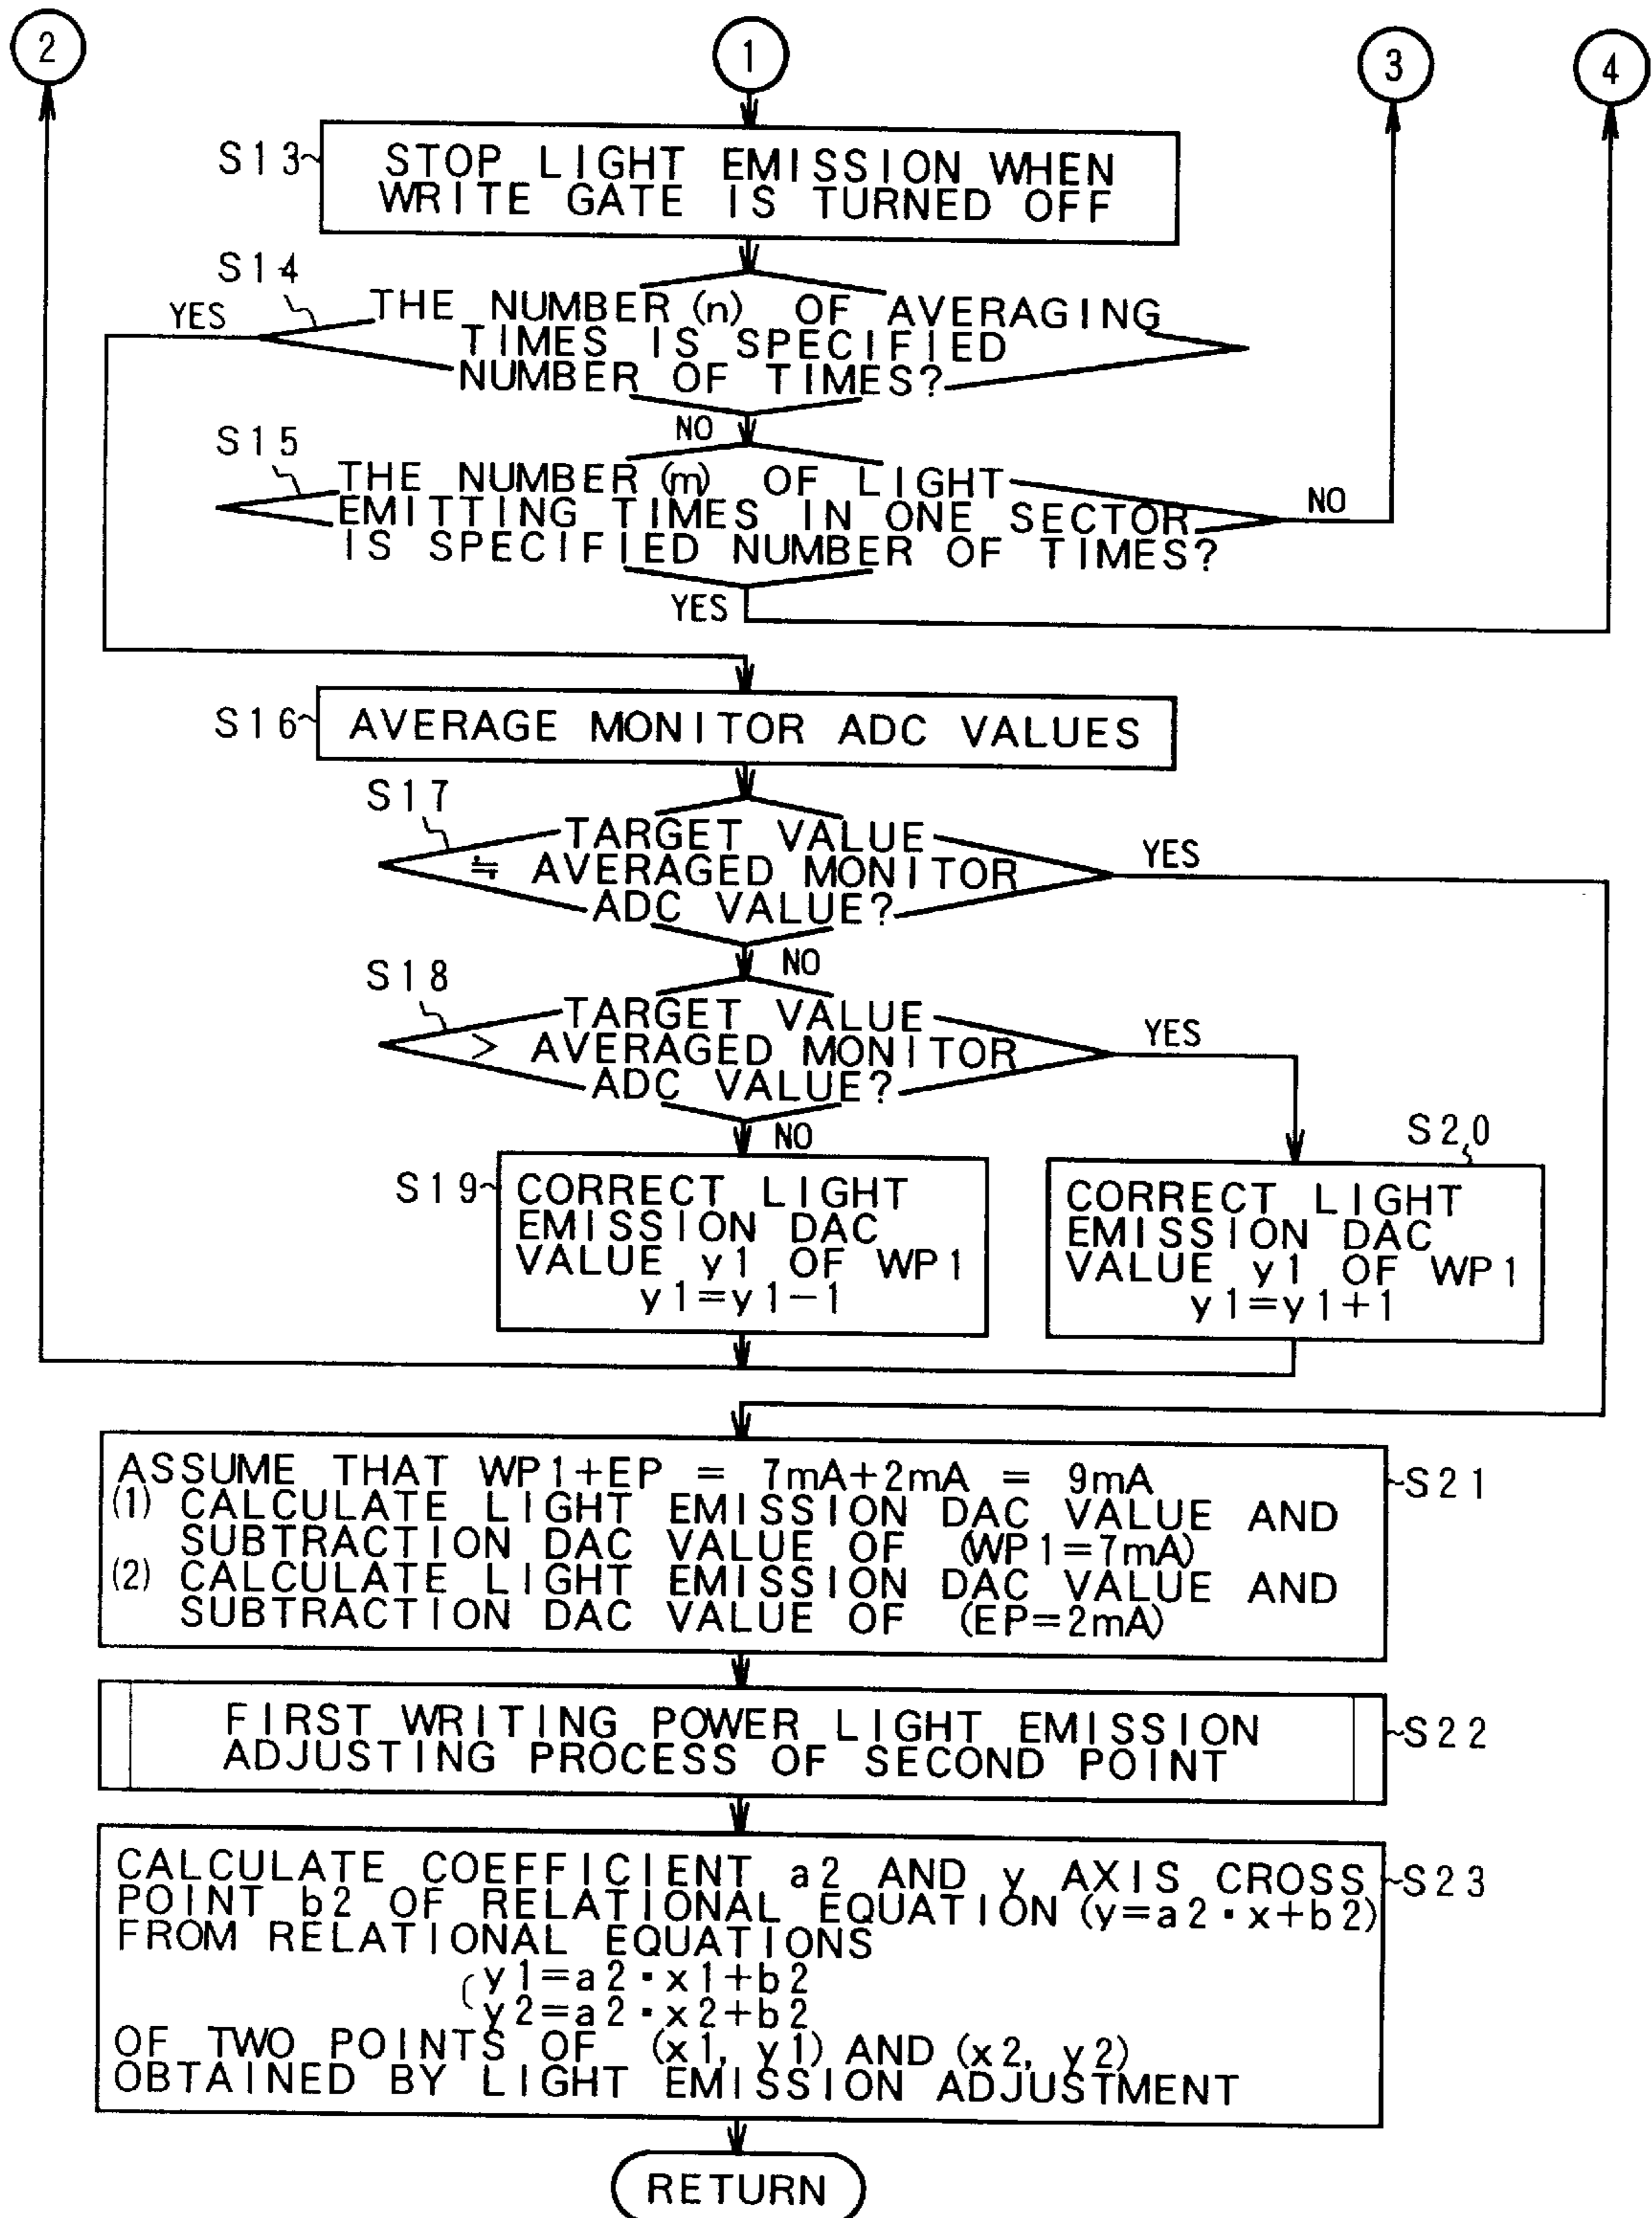 2
1
3
4
S13
STOP LIGHT EMISSION WHEN
WRITE GATE IS TURNED OFF
S14
YES
THE NUMBER (n) OF AVERAGING
TIMES IS SPECIFIED
NUMBER OF TIMES?
NO
S15
THE NUMBER (m) OF LIGHT
EMITTING TIMES IN ONE SECTOR
IS SPECIFIED NUMBER OF TIMES?
NO
YES
S16
AVERAGE MONITOR ADC VALUES
S17
TARGET VALUE
≒ AVERAGED MONITOR
ADC VALUE?
YES
NO
S18
TARGET VALUE
> AVERAGED MONITOR
ADC VALUE?
YES
NO
S19
CORRECT LIGHT
EMISSION DAC
VALUE y1 OF WP1
y1=y1-1
S20
CORRECT LIGHT
EMISSION DAC
VALUE y1 OF WP1
y1=y1+1
ASSUME THAT WP1+EP = 7mA+2mA = 9mA
(1) CALCULATE LIGHT EMISSION DAC VALUE AND
SUBTRACTION DAC VALUE OF (WP1=7mA)
(2) CALCULATE LIGHT EMISSION DAC VALUE AND
SUBTRACTION DAC VALUE OF (EP=2mA)
S21
FIRST WRITING POWER LIGHT EMISSION
ADJUSTING PROCESS OF SECOND POINT
S22
CALCULATE COEFFICIENT a2 AND y AXIS CROSS
POINT b2 OF RELATIONAL EQUATION (y=a2・x+b2)
FROM RELATIONAL EQUATIONS
y1=a2・x1+b2
y2=a2・x2+b2
OF TWO POINTS OF (x1, y1) AND (x2, y2)
OBTAINED BY LIGHT EMISSION ADJUSTMENT
S23
RETURN